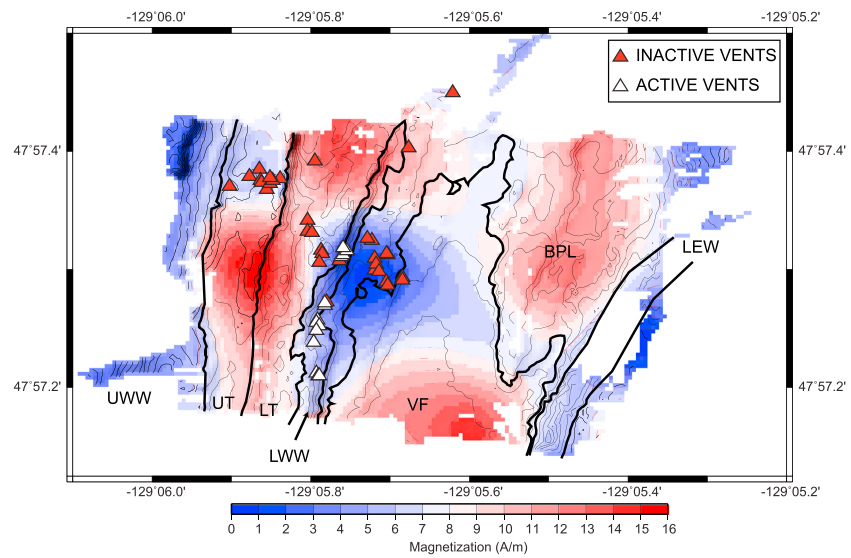 -129°06.0' -129°05.8' -129°05.6' -129°05.4' -129°05.2'
INACTIVE VENTS
ACTIVE VENTS
47°57.4' 47°57.4'
BPL LEW
47°57.2' 47°57.2'
UWW UT LT VF
LWW
-129°06.0' -129°05.8' -129°05.6' -129°05.4' -129°05.2'
0 1 2 3 4 5 6 7 8 9 10 11 12 13 14 15 16
Magnetization (A/m)